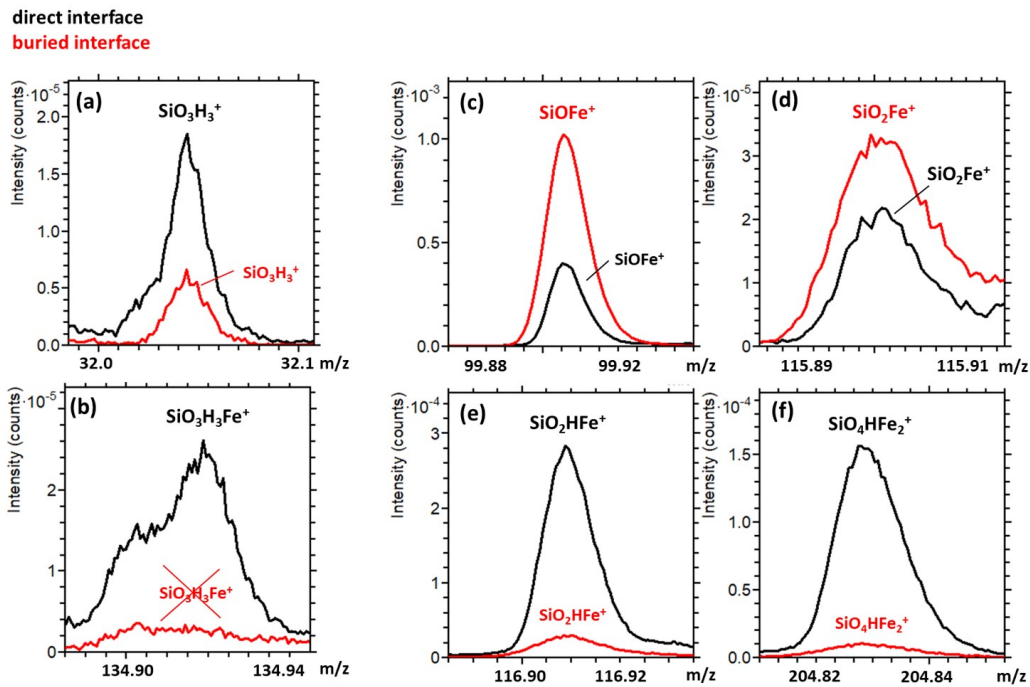 direct interface
buried interface
(a)
·10⁻⁵
Intensity (counts)
2.0
1.5
1.0
0.5
0.0
SiO₃H₃⁺
SiO₃H₃⁺
32.0
32.1
m/z
(c)
·10⁻³
Intensity (counts)
1.0
0.5
0
SiOFe⁺
SiOFe⁺
99.88
99.92
m/z
(d)
·10⁻⁵
Intensity (counts)
3
2
1
0
SiO₂Fe⁺
SiO₂Fe⁺
115.89
115.91
m/z
(b)
·10⁻⁵
Intensity (counts)
2
1
0
SiO₃H₃Fe⁺
SiO₃H₃Fe⁺
134.90
134.94
m/z
(e)
·10⁻⁴
Intensity (counts)
3
2
1
0
SiO₂HFe⁺
SiO₂HFe⁺
116.90
116.92
m/z
(f)
·10⁻⁴
Intensity (counts)
1.5
1.0
0.5
0.0
SiO₄HFe₂⁺
SiO₄HFe₂⁺
204.82
204.84
m/z